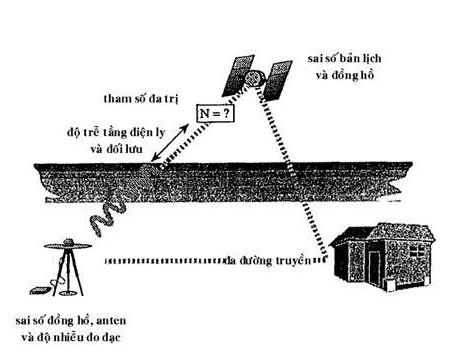 sai số bản lịch
và đồng hồ
tham số đa trị
N = ?
độ trễ tầng điện ly
và đối lưu
đa đường truyền
sai số đồng hồ, anten
và độ nhiễu đo đạc